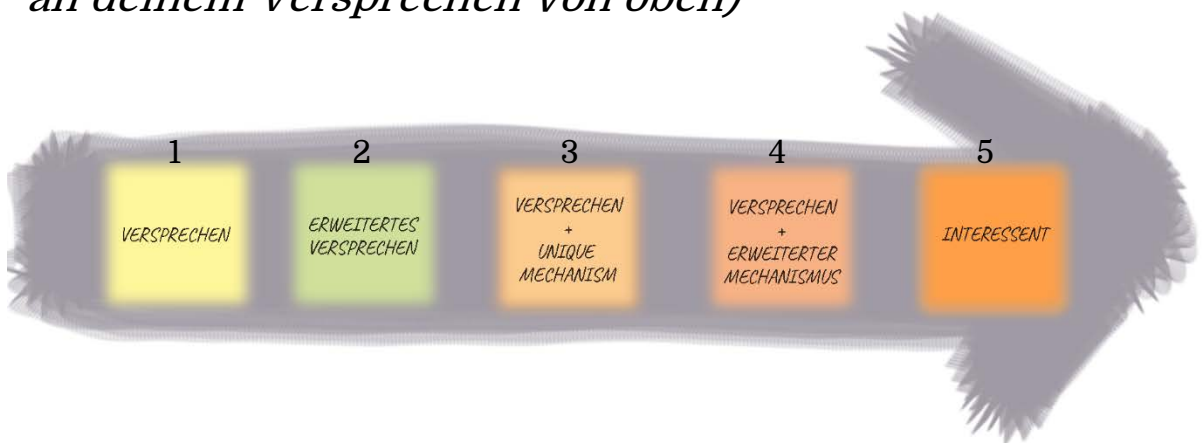 an deinem Versprechen von oben)
1
2
3
4
5
VERSPRECHEN
ERWEITERTES
VERSPRECHEN
VERSPRECHEN
+
UNIQUE
MECHANISM
VERSPRECHEN
+
ERWEITERTER
MECHANISMUS
INTERESSENT